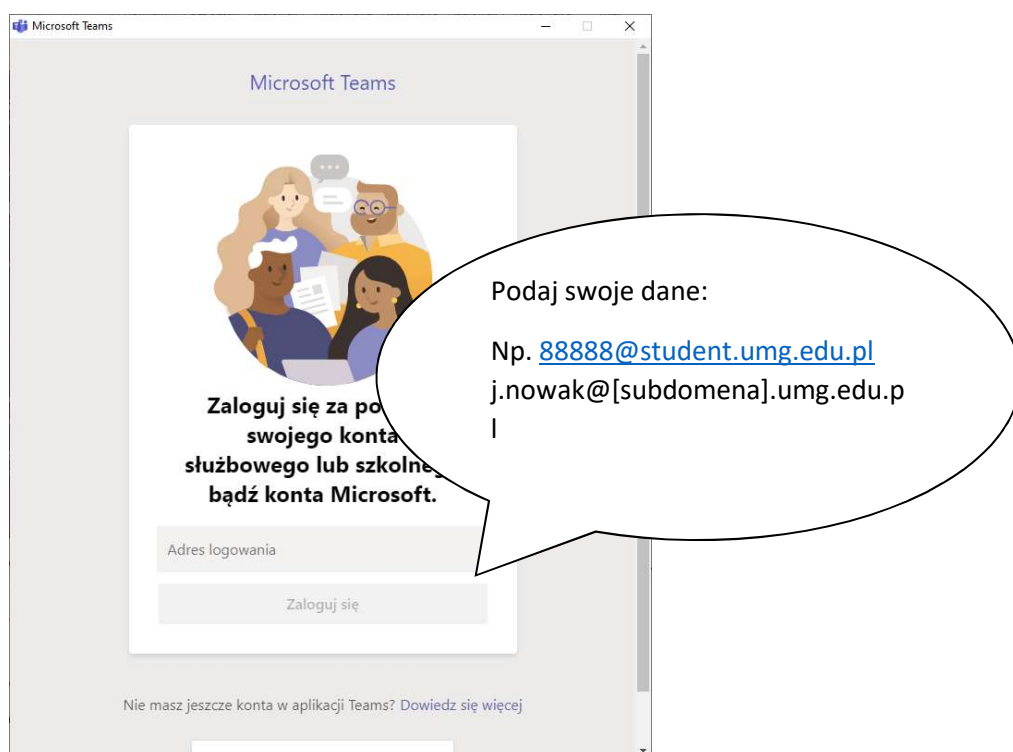 Microsoft Teams
Microsoft Teams
Zaloguj się za po
swojego konta
służbowego lub szkolne
bądź konta Microsoft.
Podaj swoje dane:
Np. 88888@student.umg.edu.pl
j.nowak@[subdomena].umg.edu.p
l
Adres logowania
Zaloguj się
Nie masz jeszcze konta w aplikacji Teams? Dowiedz się więcej